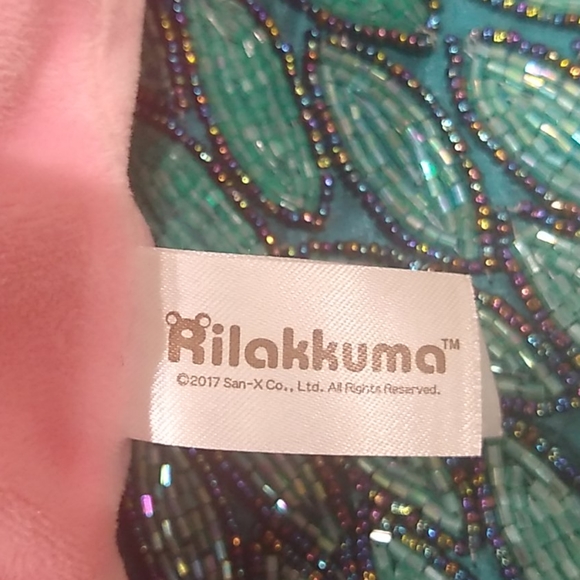 Rilakkuma™
©2017 San-X Co., Ltd. All Rights Reserved.